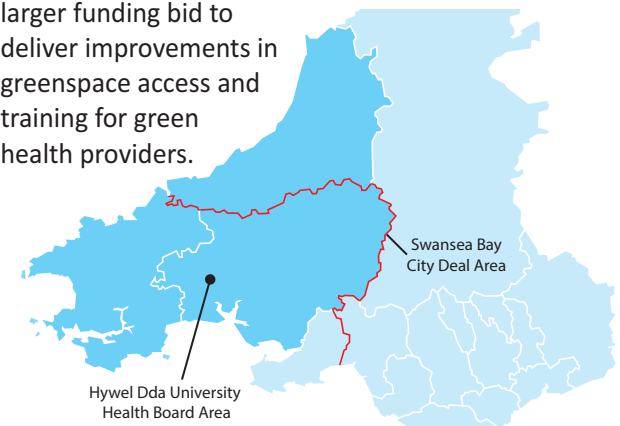 larger funding bid to
deliver improvements in
greenspace access and
training for green
health providers.
Swansea Bay
City Deal Area
Hywel Dda University
Health Board Area